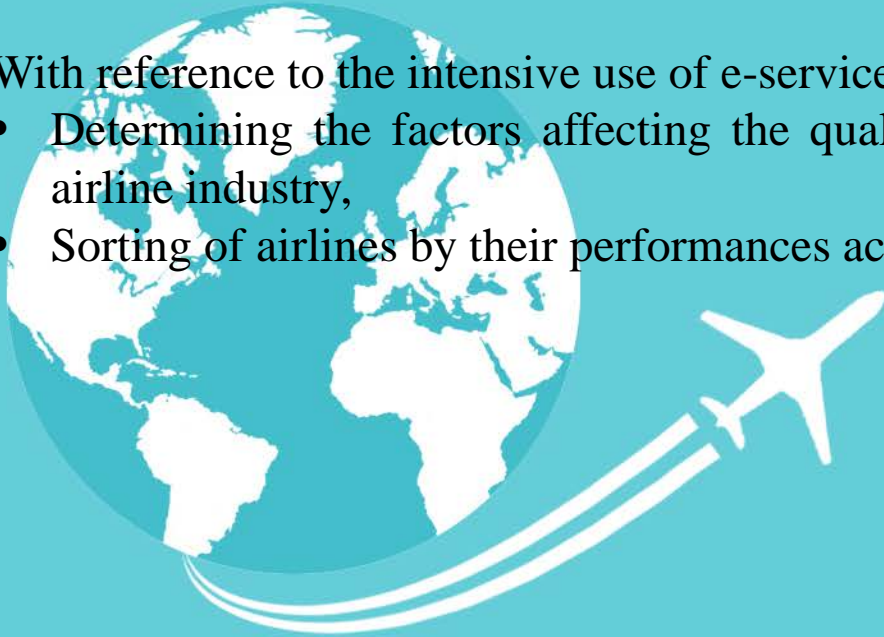 With reference to the intensive use of e-service
• Determining the factors affecting the qual
airline industry,
• Sorting of airlines by their performances ac